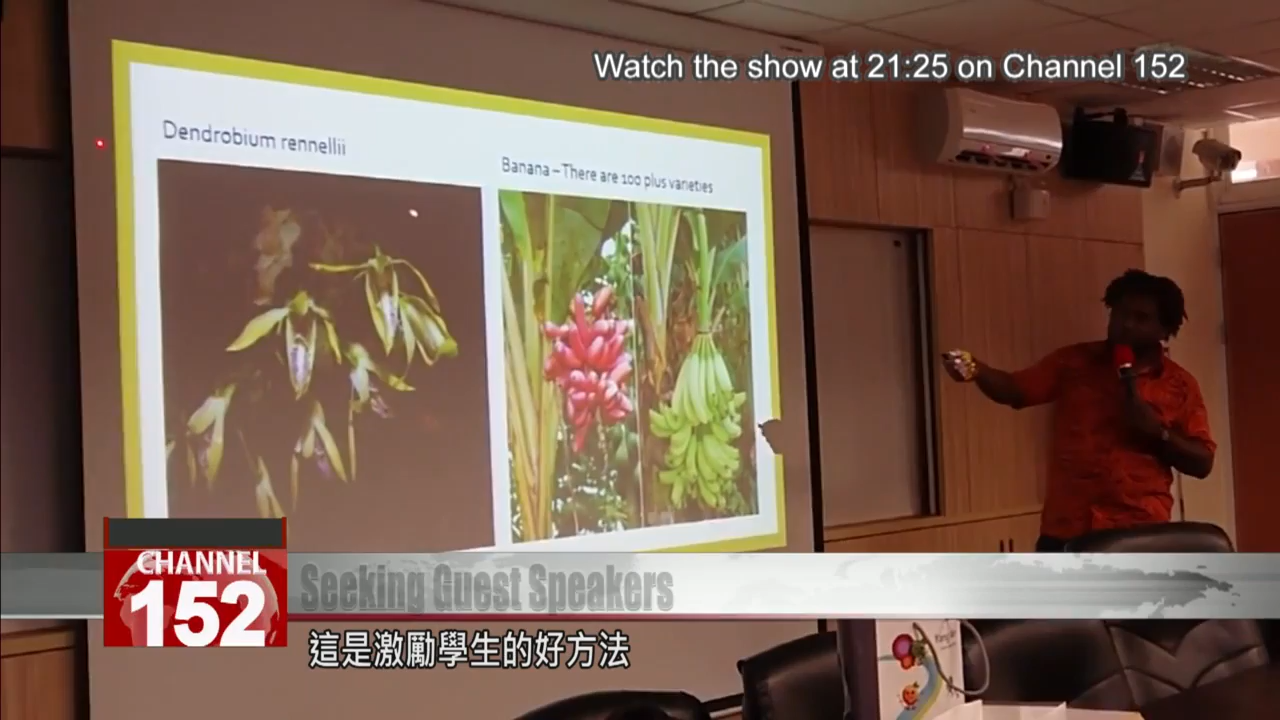 Watch the show at 21:25 on Channel 152
Dendrobium rennellii
Banana – There are 100 plus varieties
CHANNEL
152
Seeking Guest Speakers
這是激勵學生的好方法